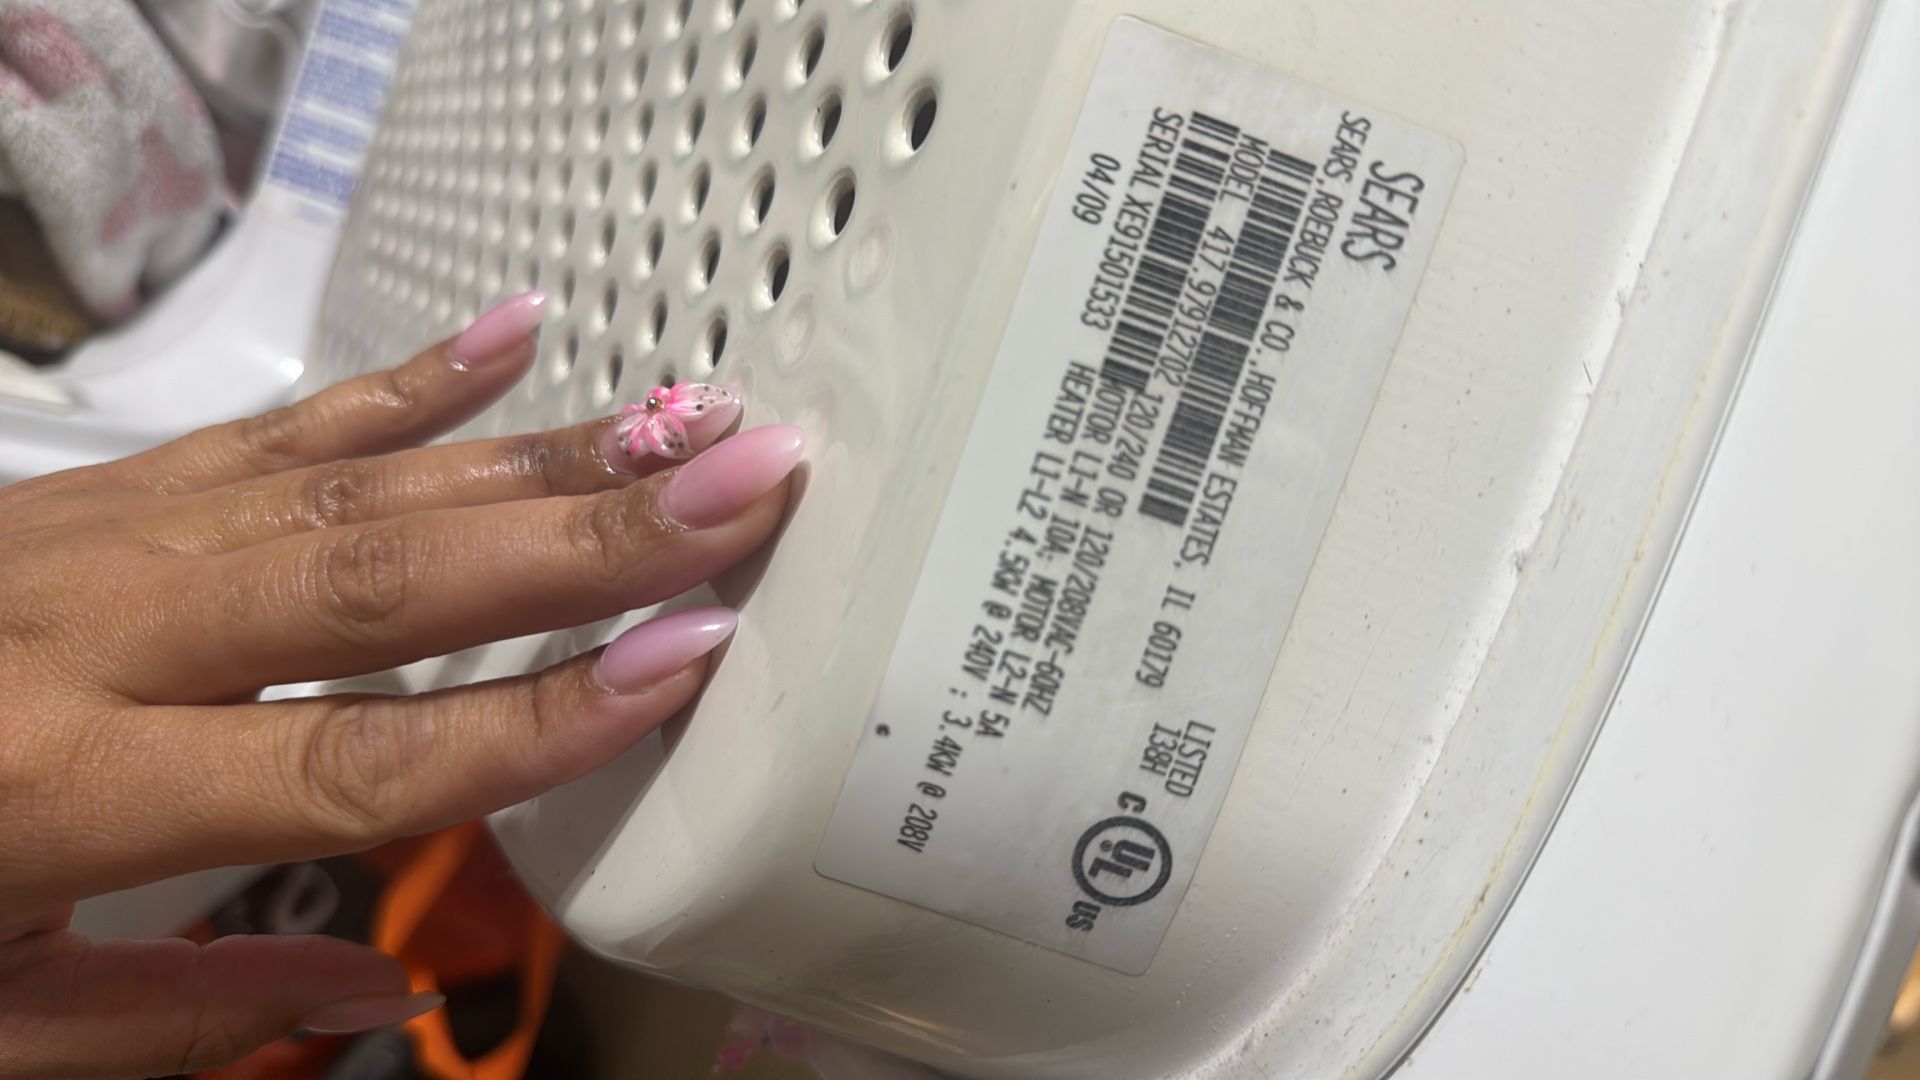 SEARS
SEARS, ROEBUCK & CO., HOFFMAN ESTATES, IL 60179
LISTED
138H
MODEL 417.97912702
120/240 OR 120/208VAC-60HZ
MOTOR L1-N 10A: MOTOR L2-N 5A
SERIAL XE91501533
HEATER L1-L2 4.5KW @ 240V : 3.4KW @ 208V
04/09
C UL ® US